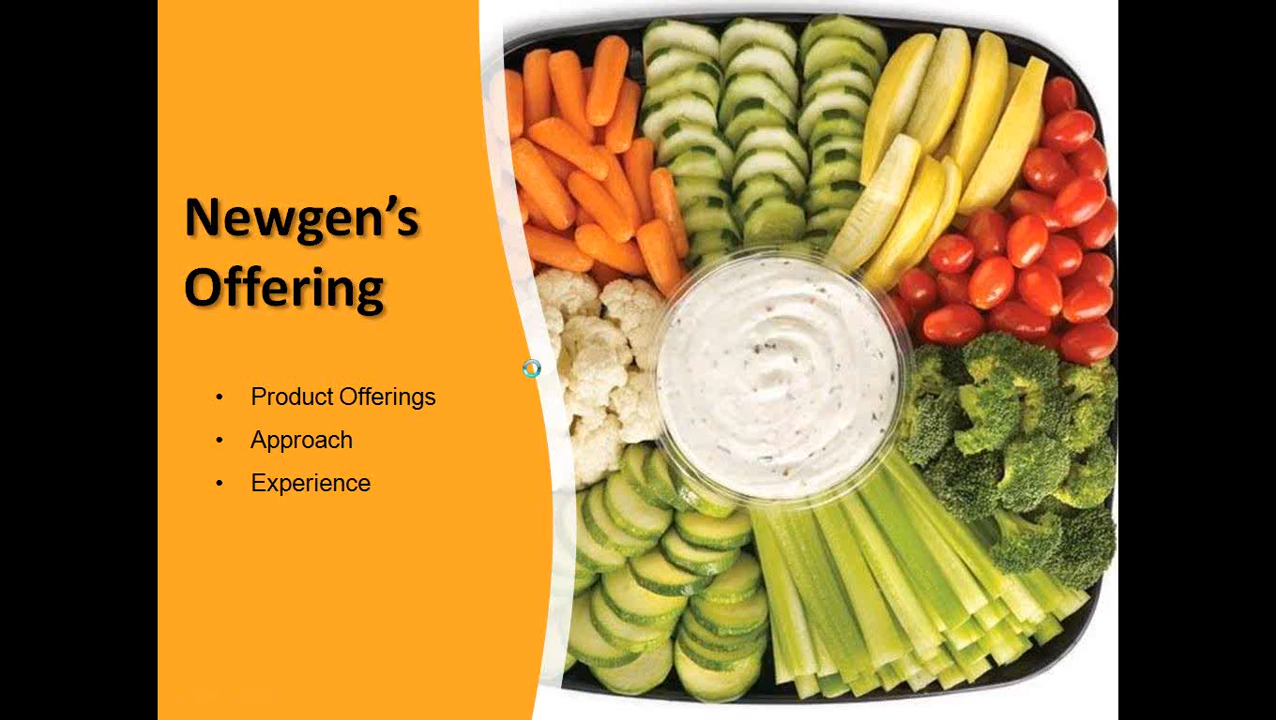 Newgen’s
Offering
• Product Offerings
• Approach
• Experience